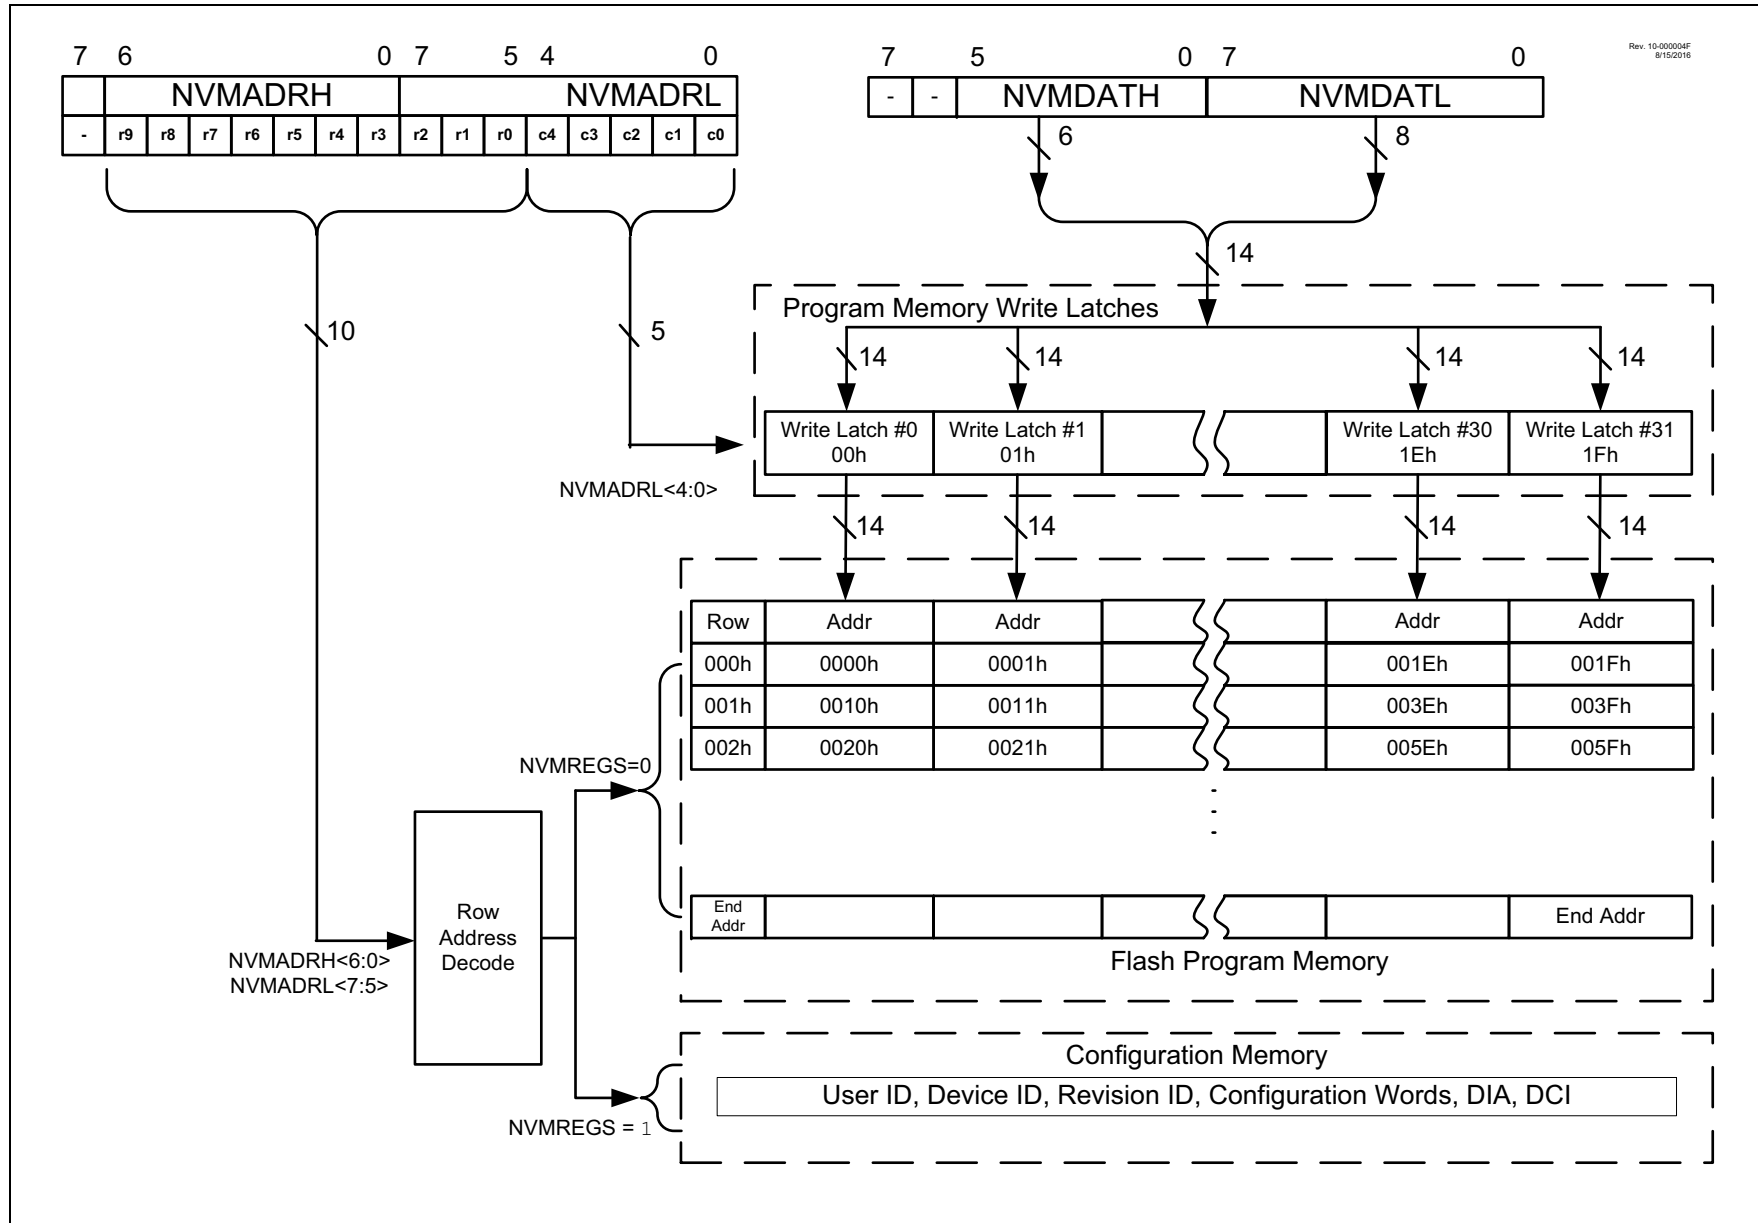 Rev. 10-000004F
8/15/2016
7 6 0 7 5 4 0
7 5 0 7 0
NVMADRH NVMADRL
- - NVMDATH NVMDATL
- r9 r8 r7 r6 r5 r4 r3 r2 r1 r0 c4 c3 c2 c1 c0
6 8
14
Program Memory Write Latches
10 5
14 14 14 14
Write Latch #0
00h
Write Latch #1
01h
Write Latch #30
1Eh
Write Latch #31
1Fh
NVMADRL<4:0>
14 14 14 14
Row Addr Addr Addr Addr
000h 0000h 0001h 001Eh 001Fh
001h 0010h 0011h 003Eh 003Fh
002h 0020h 0021h 005Eh 005Fh
NVMREGS=0
End
Addr
End Addr
Row
Address
Decode
NVMADRH<6:0>
NVMADRL<7:5>
Flash Program Memory
Configuration Memory
User ID, Device ID, Revision ID, Configuration Words, DIA, DCI
NVMREGS = 1